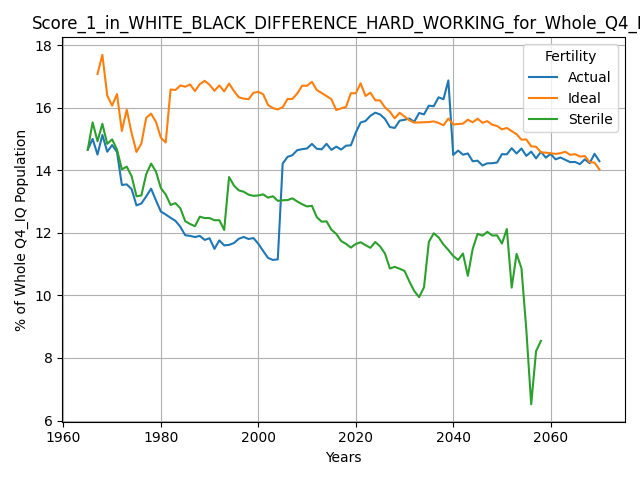 Score_1_in_WHITE_BLACK_DIFFERENCE_HARD_WORKING_for_Whole_Q4_I
18
16
14
12
10
8
6
% of Whole Q4_IQ Population
1960
1980
2000
2020
2040
2060
Years
Fertility
Actual
Ideal
Sterile